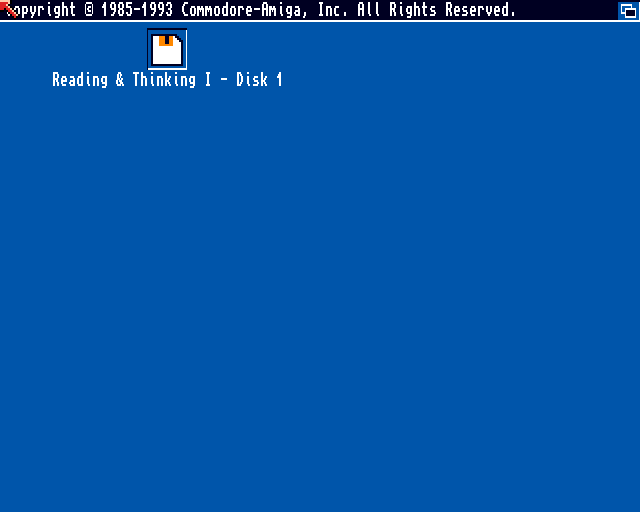 opyright © 1985-1993 Commodore-Amiga, Inc. All Rights Reserved.
Reading & Thinking I - Disk 1